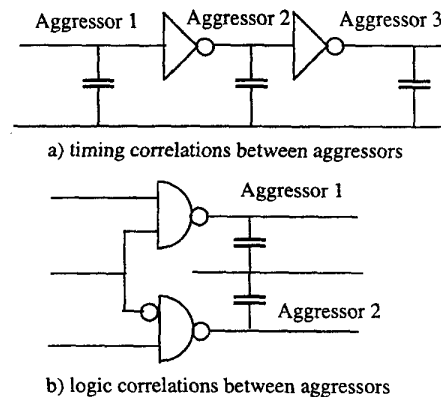 Aggressor 1
Aggressor 2
Aggressor 3
a) timing correlations between aggressors
Aggressor 1
Aggressor 2
b) logic correlations between aggressors